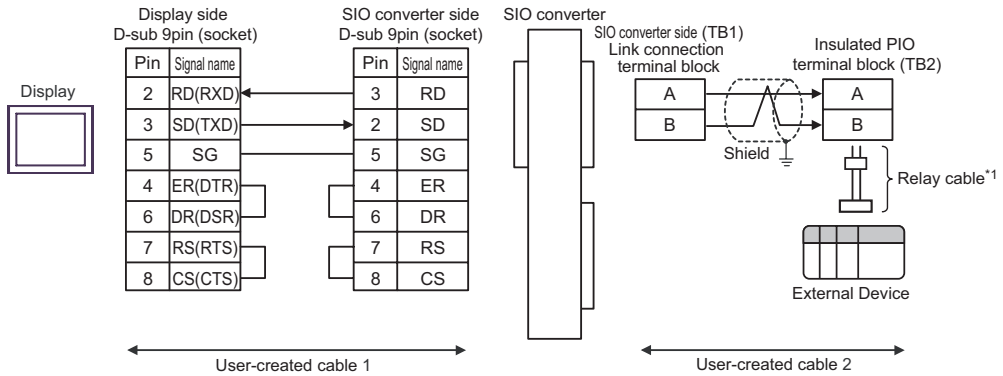 Display
Display side
D-sub 9pin (socket)
Pin Signal name
2 RD(RXD)
3 SD(TXD)
5 SG
4 ER(DTR)
6 DR(DSR)
7 RS(RTS)
8 CS(CTS)
SIO converter side
D-sub 9pin (socket)
Pin Signal name
3 RD
2 SD
5 SG
4 ER
6 DR
7 RS
8 CS
User-created cable 1
SIO converter
SIO converter side (TB1)
Link connection
terminal block
A
B
Shield
Insulated PIO
terminal block (TB2)
A
B
Relay cable*1
External Device
User-created cable 2